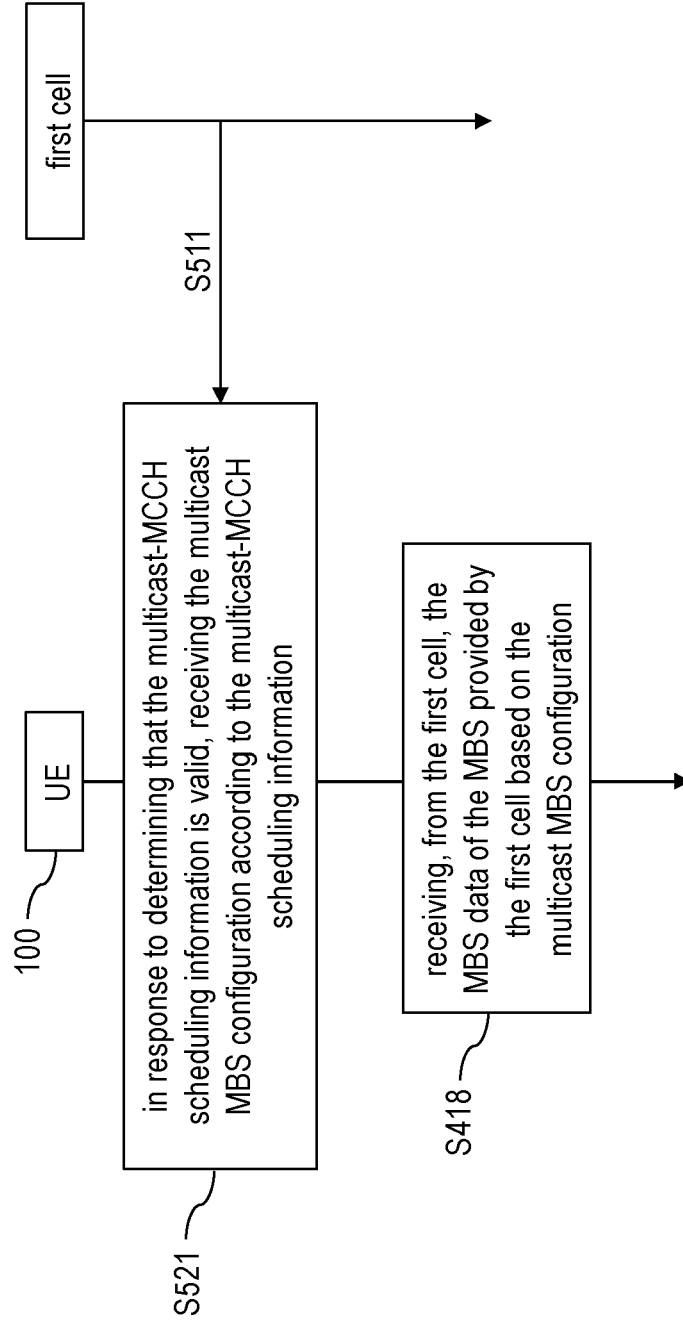 100
UE
first cell
S511
S521
in response to determining that the multicast-MCCH
scheduling information is valid, receiving the multicast
MBS configuration according to the multicast-MCCH
scheduling information
S418
receiving, from the first cell, the
MBS data of the MBS provided by
the first cell based on the
multicast MBS configuration